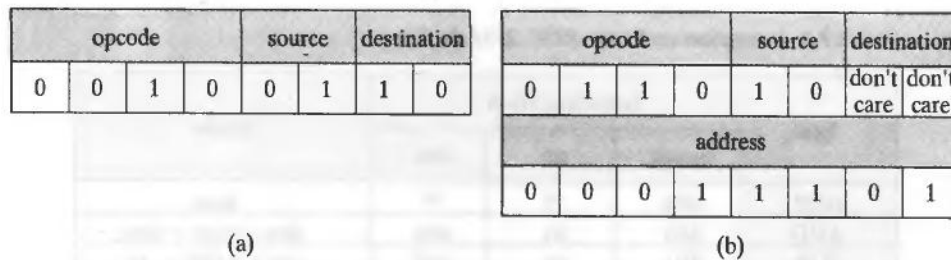 opcode source destination
0 0 1 0 0 1 1 0
(a)
opcode source destination
0 1 1 0 1 0 don't care don't care
address
0 0 0 1 1 1 0 1
(b)